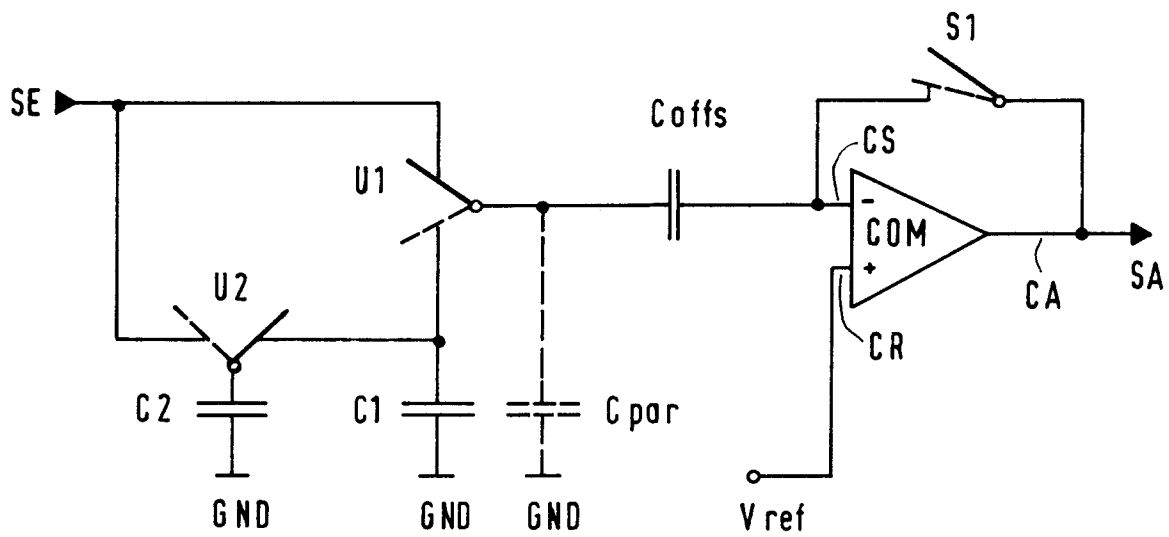 S1
SE
Coffs
CS
U1
-
COM
+
SA
CA
U2
CR
C2
C1
Cpar
GND
GND
GND
Vref